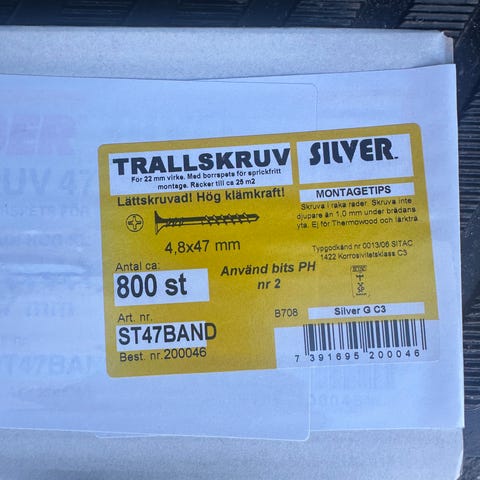 TRALLSKRUV
För 22 mm virke. Med borrspets för sprickfritt
montage. Räcker till ca 25 m2
Lättskruvad! Hög klämkraft!
4,8x47 mm
Antal ca:
800 st
Använd bits PH
nr 2
Art. nr.
ST47BAND
Best. nr.200046
SILVER
MONTAGETIPS
Skruva i raka rader. Skruva inte
djupare än 1,0 mm under brädans
yta. Ej för Thermowood och lärkträ
Typgodkänd nr 0013/06 SITAC
1422 Korrosivitetsklass C3
B708
Silver G C3
7 391695 200046